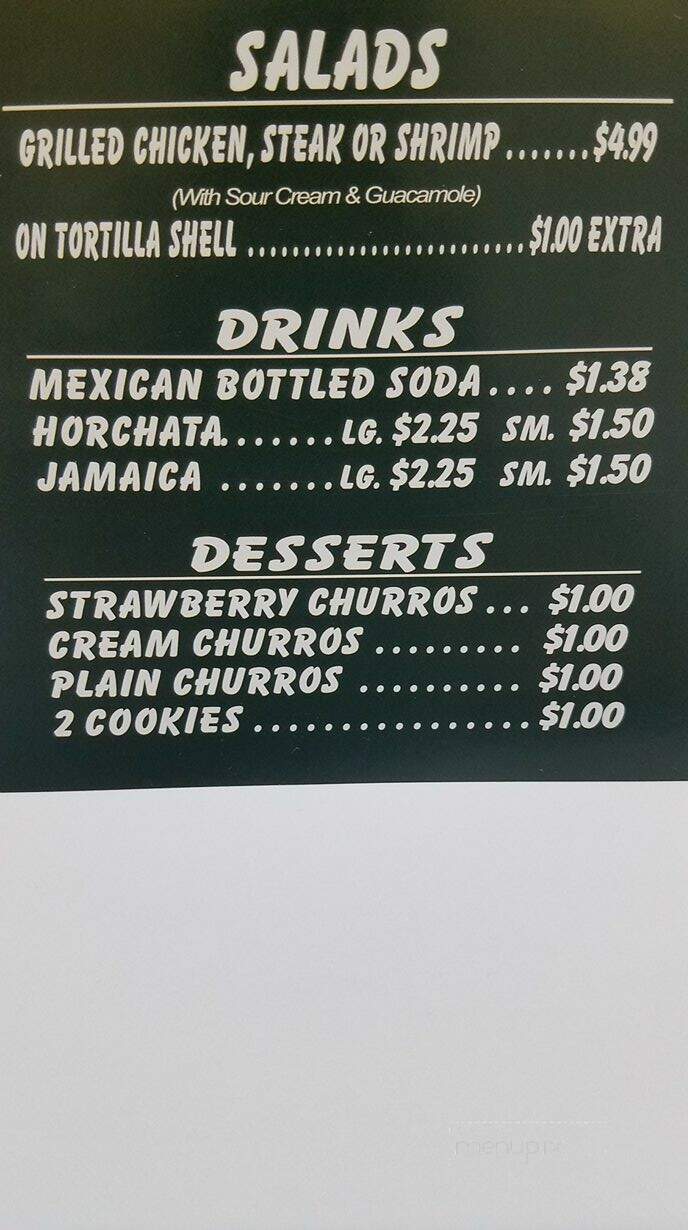 SALADS
GRILLED CHICKEN, STEAK OR SHRIMP.......$4.99
(With Sour Cream & Guacamole)
ON TORTILLA SHELL .........................$1.00 EXTRA
DRINKS
MEXICAN BOTTLED SODA.... $1.38
HORCHATA.......LG. $2.25 SM. $1.50
JAMAICA .......LG. $2.25 SM. $1.50
DESSERTS
STRAWBERRY CHURROS... $1.00
CREAM CHURROS ......... $1.00
PLAIN CHURROS .......... $1.00
2 COOKIES ................ $1.00